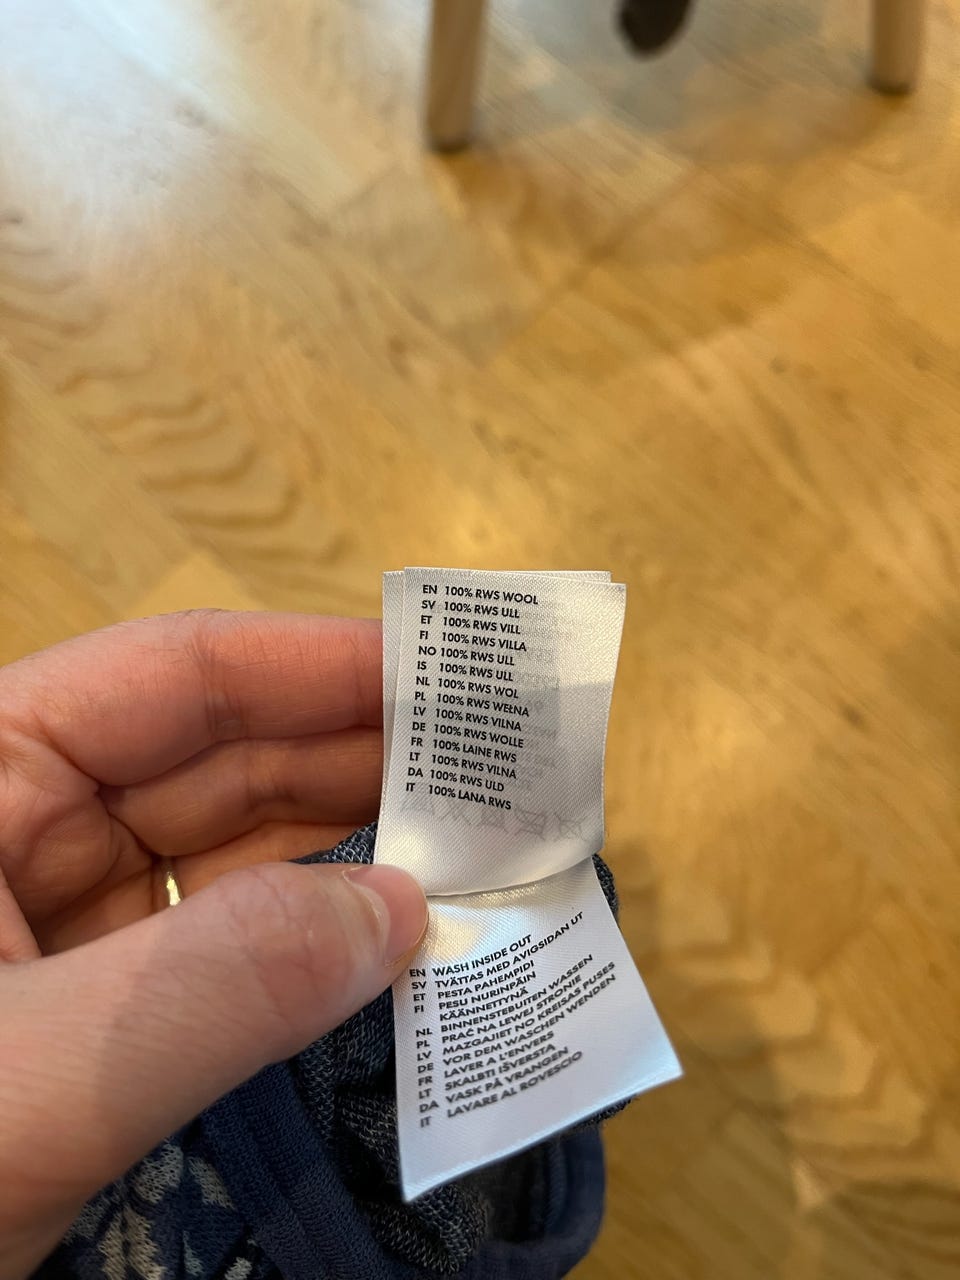 EN 100% RWS WOOL
SV 100% RWS ULL
ET 100% RWS VILL
FI 100% RWS VILLA
NO 100% RWS ULL
IS 100% RWS ULL
NL 100% RWS WOL
PL 100% RWS WEŁNA
LV 100% RWS VILNA
DE 100% RWS WOLLE
FR 100% LAINE RWS
LT 100% RWS VILNA
DA 100% RWS ULD
IT 100% LANA RWS
EN WASH INSIDE OUT
SV TVÄTTAS MED AVIGSIDAN UT
ET PESTA PAHEMPIDI
FI PESU NURINPÄIN
KÄÄNNETTYNÄ
NL BINNENSTEBUITEN WASSEN
PL PRAĆ NA LEWEJ STRONIE
LV MAZGAJIET NO KREISAS PUSES
DE VOR DEM WASCHEN WENDEN
FR LAVER A L'ENVERS
LT SKALBTI IŠVERSTA
DA VASK PÅ VRANGEN
IT LAVARE AL ROVESCIO